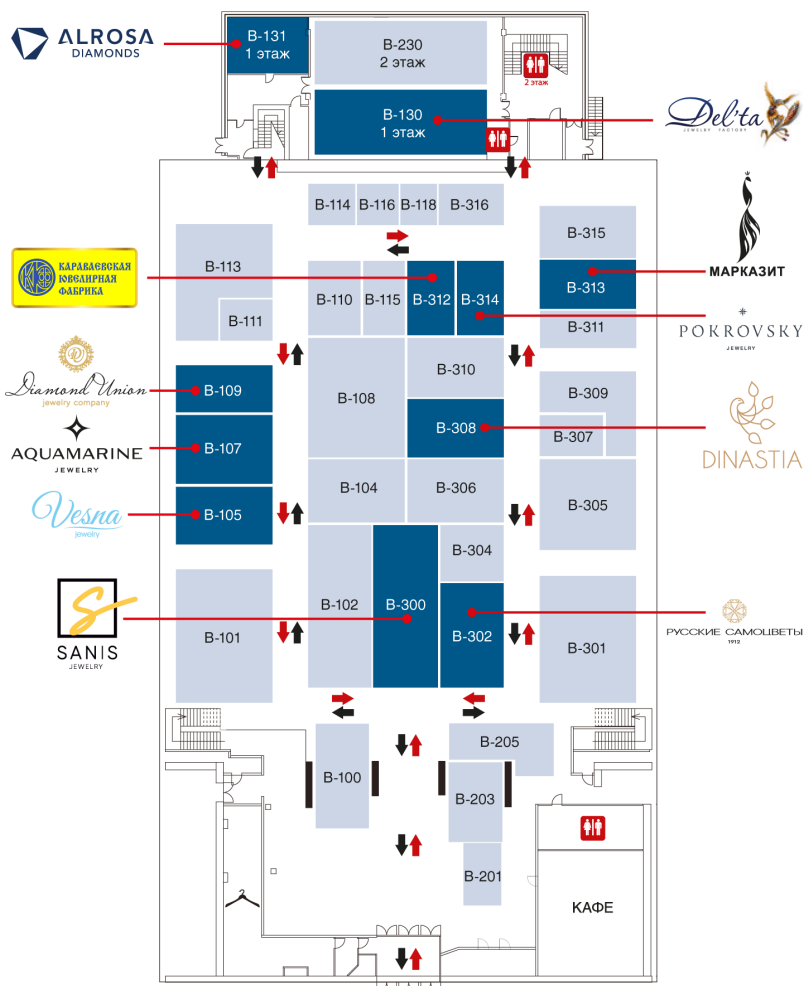 ALROSA
DIAMONDS
В-131
1 этаж
В-230
2 этаж
2 этаж
В-130
1 этаж
Del'ta
JEWELRY FACTORY
В-114
В-116
В-118
В-316
МАРКАЗИТ
КАРАВАЕВСКАЯ
ЮВЕЛИРНАЯ
ФАБРИКА
В-113
В-111
В-110
В-115
В-312
В-314
В-315
В-313
В-311
POKROVSKY
JEWELRY
Diamond Union
jewelry company
В-109
В-108
В-310
В-309
В-307
AQUAMARINE
JEWELRY
В-107
В-308
DINASTIA
Vesna
jewelry
В-105
В-104
В-306
В-305
SANIS
JEWELRY
В-101
В-102
В-300
В-304
В-302
В-301
РУССКИЕ САМОЦВЕТЫ
1912
В-100
В-205
В-203
В-201
КАФЕ